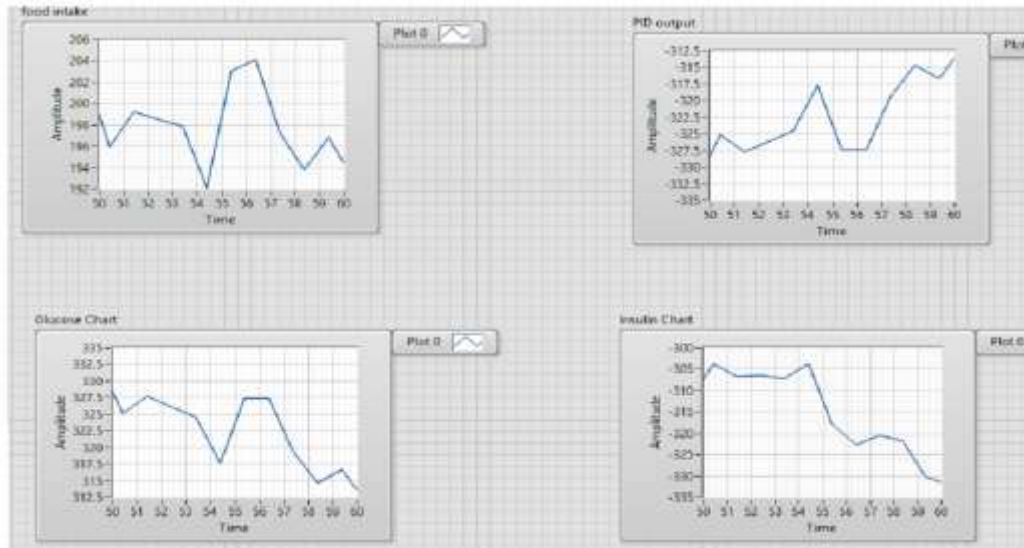 food intake
Plot 0
206
204
202
200
198
196
194
192
Amplitude
50 51 52 53 54 55 56 57 58 59 60
Time
PID output
Plot
-312.5
-315
-317.5
-320
-322.5
-325
-327.5
-330
-332.5
-335
Amplitude
50 51 52 53 54 55 56 57 58 59 60
Time
Glucose Chart
Plot 0
335
332.5
330
327.5
325
322.5
320
317.5
315
312.5
Amplitude
50 51 52 53 54 55 56 57 58 59 60
Time
Insulin Chart
Plot 0
-300
-305
-310
-315
-320
-325
-330
-335
Amplitude
50 51 52 53 54 55 56 57 58 59 60
Time